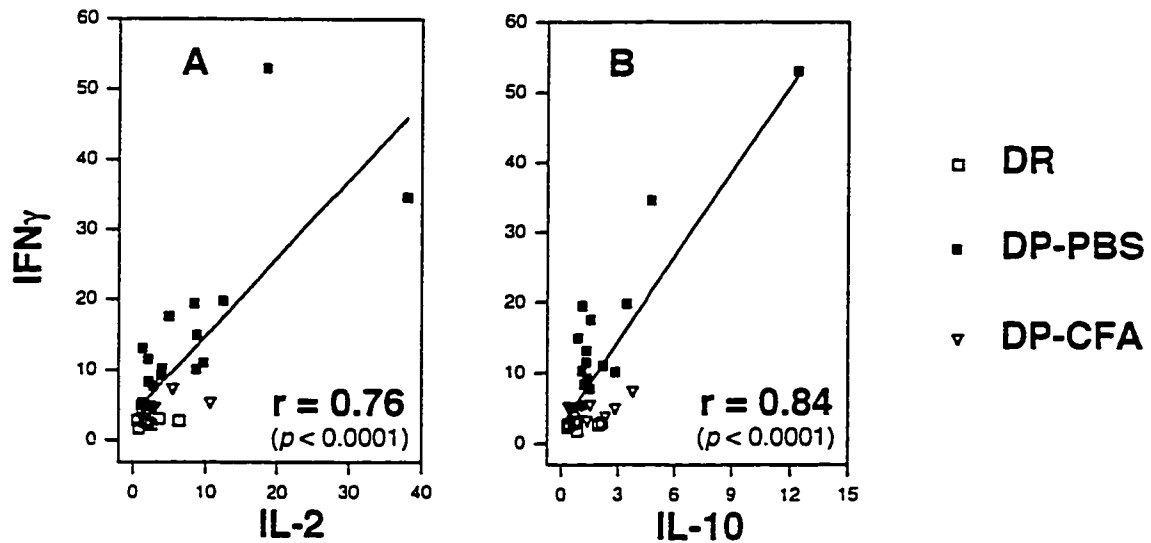 A
IFNγ
60
50
40
30
20
10
0
r = 0.76
(p < 0.0001)
0 10 20 30 40
IL-2
B
60
50
40
30
20
10
0
r = 0.84
(p < 0.0001)
0 3 6 9 12 15
IL-10
DR
DP-PBS
DP-CFA